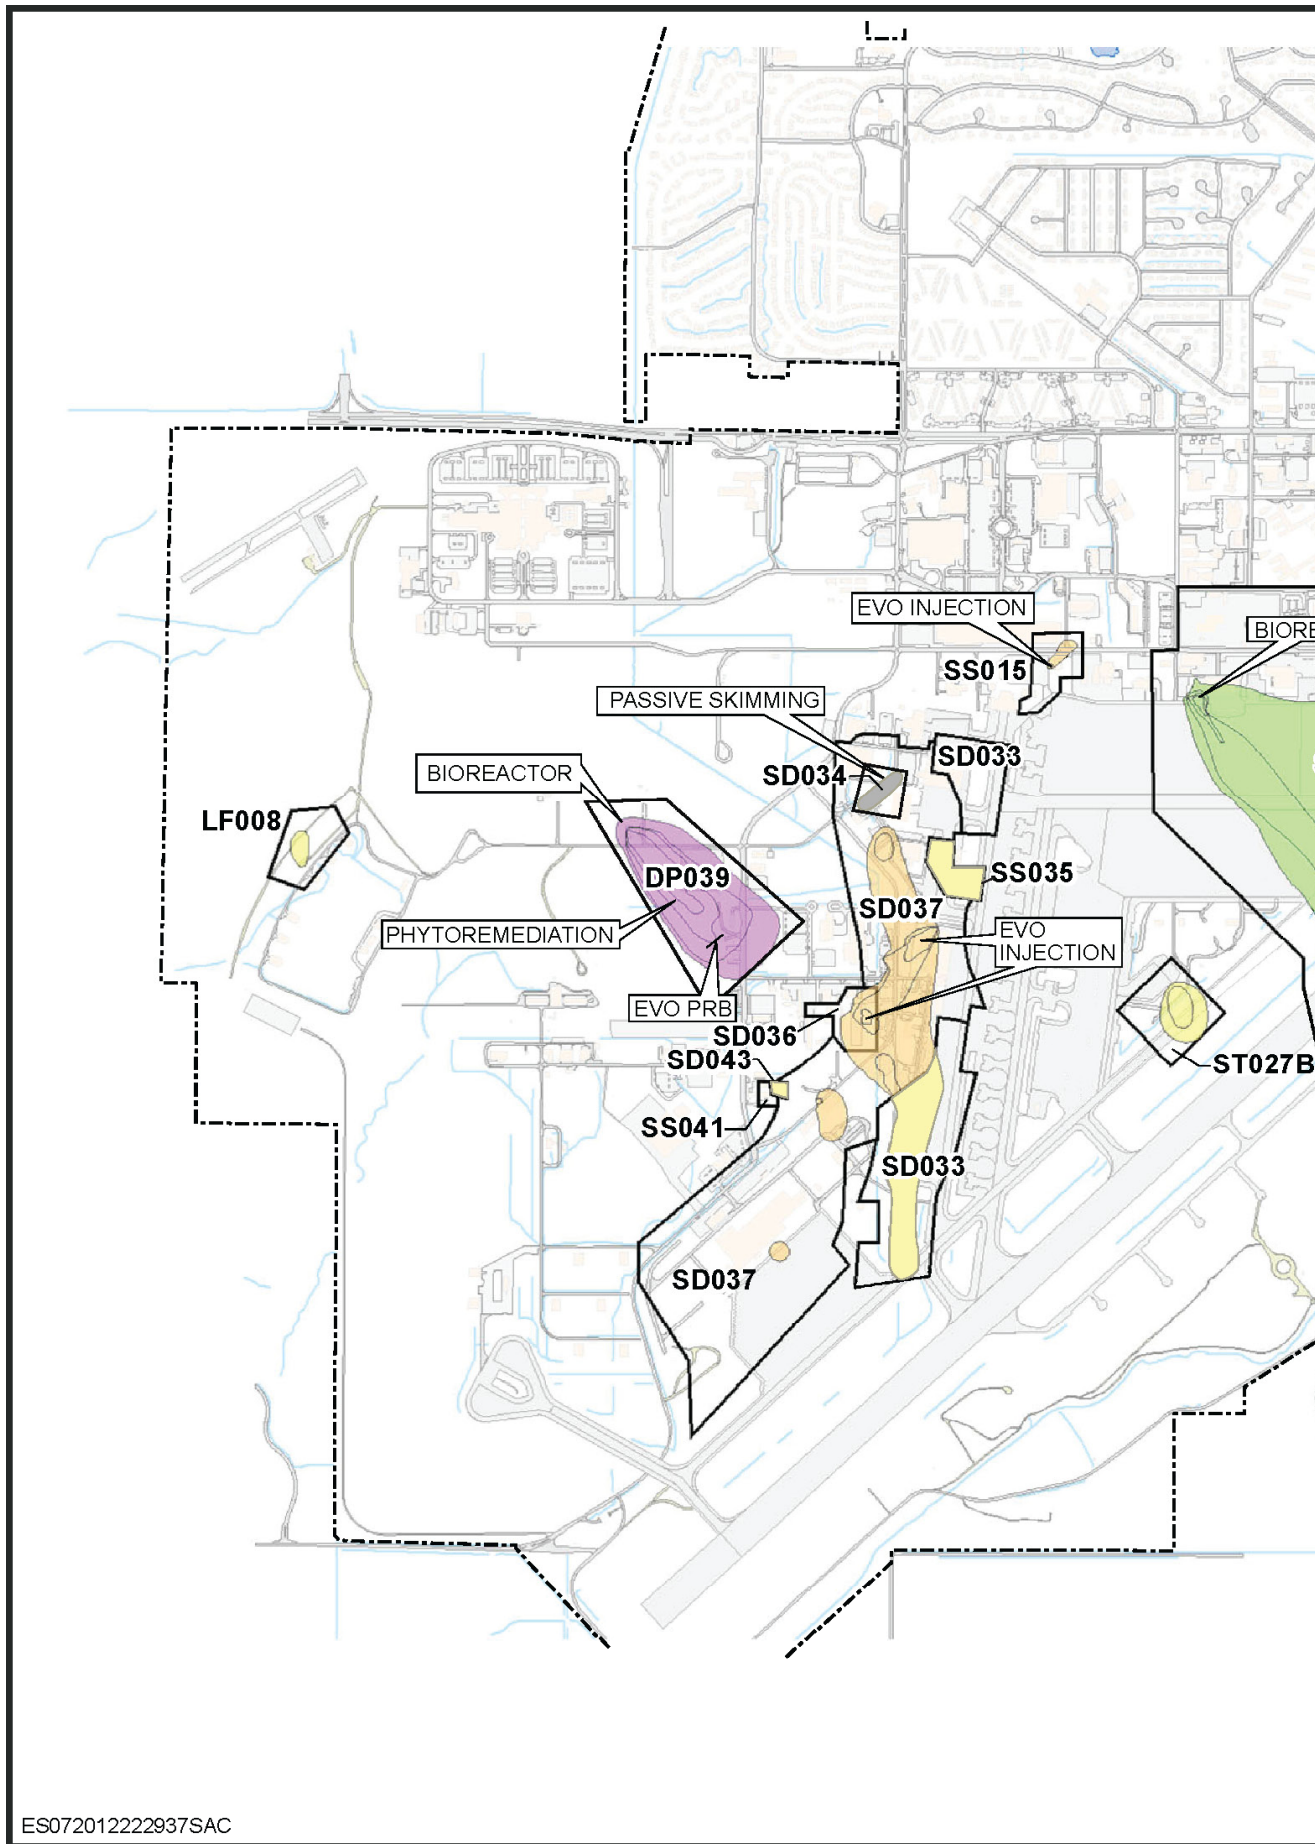 EVO INJECTION
BIORE
SS015
PASSIVE SKIMMING
SD033
BIOREACTOR
SD034
LF008
DP039
SS035
SD037
PHYTOREMEDIATION
EVO
INJECTION
EVO PRB
SD036
SD043
ST027B
SS041
SD033
SD037
ES072012222937SAC